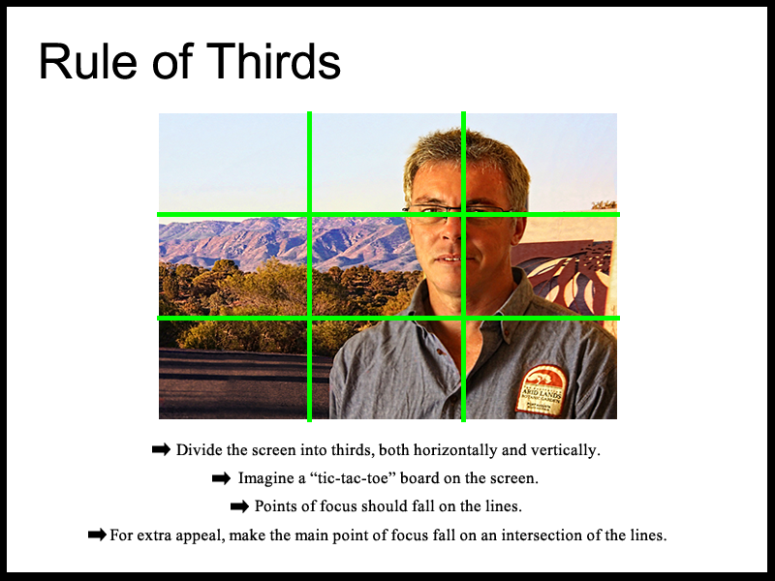 Rule of Thirds
ARID LANDS
Divide the screen into thirds, both horizontally and vertically.
Imagine a “tic-tac-toe” board on the screen.
Points of focus should fall on the lines.
For extra appeal, make the main point of focus fall on an intersection of the lines.